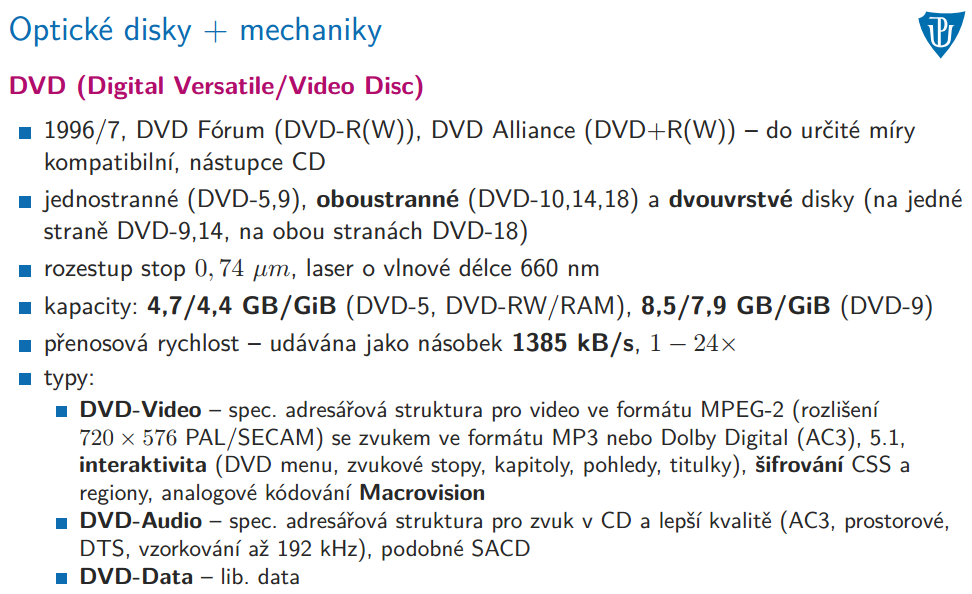 Optické disky + mechaniky
DVD (Digital Versatile/Video Disc)
1996/7, DVD Fórum (DVD-R(W)), DVD Alliance (DVD+R(W)) – do určité míry
kompatibilní, nástupce CD
jednostranné (DVD-5,9), oboustranné (DVD-10,14,18) a dvouvrstvé disky (na jedné
straně DVD-9,14, na obou stranách DVD-18)
rozestup stop 0, 74 μm, laser o vlnové délce 660 nm
kapacity: 4,7/4,4 GB/GiB (DVD-5, DVD-RW/RAM), 8,5/7,9 GB/GiB (DVD-9)
přenosová rychlost – udávána jako násobek 1385 kB/s, 1 − 24×
typy:
DVD-Video – spec. adresářová struktura pro video ve formátu MPEG-2 (rozlišení
720 × 576 PAL/SECAM) se zvukem ve formátu MP3 nebo Dolby Digital (AC3), 5.1,
interaktivita (DVD menu, zvukové stopy, kapitoly, pohledy, titulky), šifrování CSS a
regiony, analogové kódování Macrovision
DVD-Audio – spec. adresářová struktura pro zvuk v CD a lepší kvalitě (AC3, prostorové,
DTS, vzorkování až 192 kHz), podobné SACD
DVD-Data – lib. data